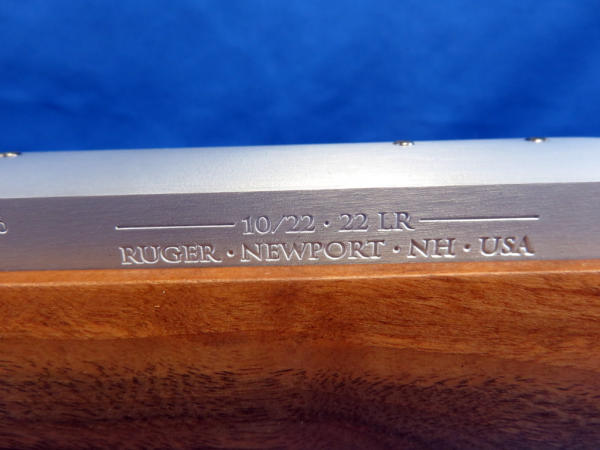 10/22 · 22 LR
RUGER · NEWPORT · NH · USA